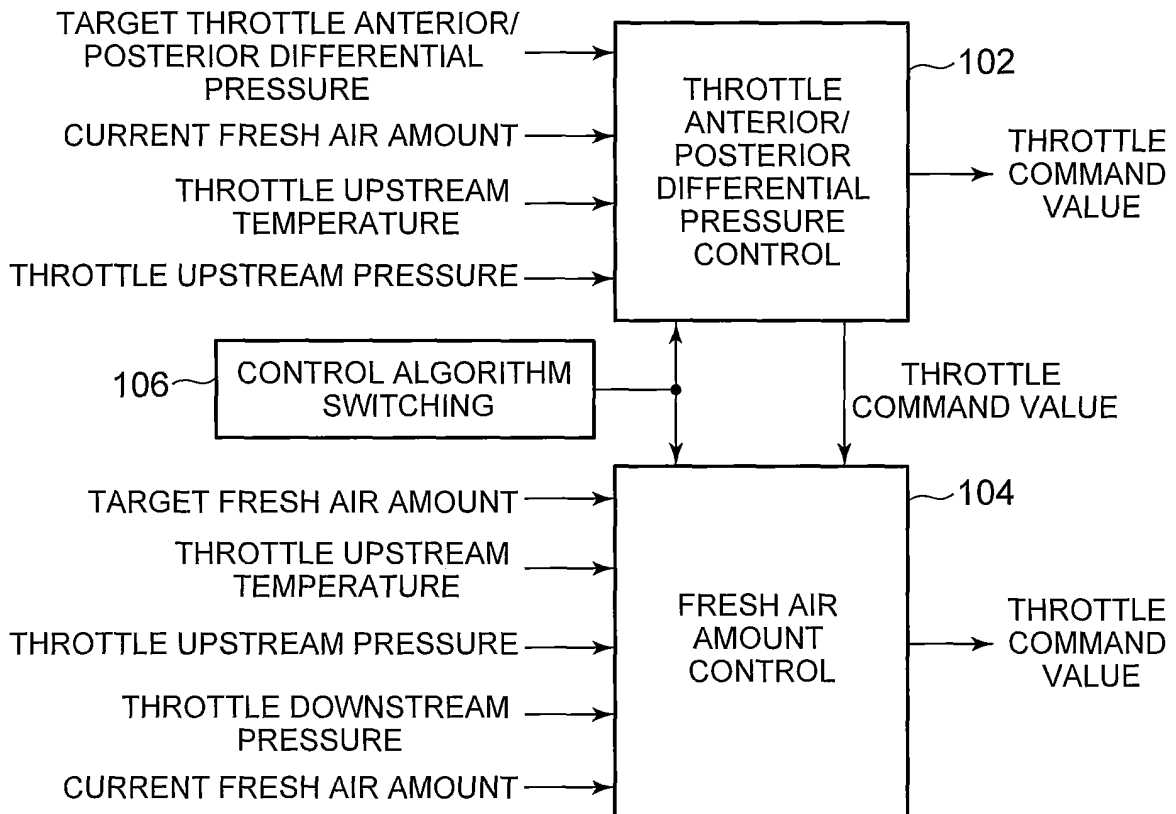 TARGET THROTTLE ANTERIOR/
POSTERIOR DIFFERENTIAL
PRESSURE
CURRENT FRESH AIR AMOUNT
THROTTLE UPSTREAM
TEMPERATURE
THROTTLE UPSTREAM PRESSURE
THROTTLE
ANTERIOR/
POSTERIOR
DIFFERENTIAL
PRESSURE
CONTROL
102
THROTTLE
COMMAND
VALUE
106
CONTROL ALGORITHM
SWITCHING
THROTTLE
COMMAND VALUE
TARGET FRESH AIR AMOUNT
THROTTLE UPSTREAM
TEMPERATURE
THROTTLE UPSTREAM PRESSURE
THROTTLE DOWNSTREAM
PRESSURE
CURRENT FRESH AIR AMOUNT
FRESH AIR
AMOUNT
CONTROL
104
THROTTLE
COMMAND
VALUE